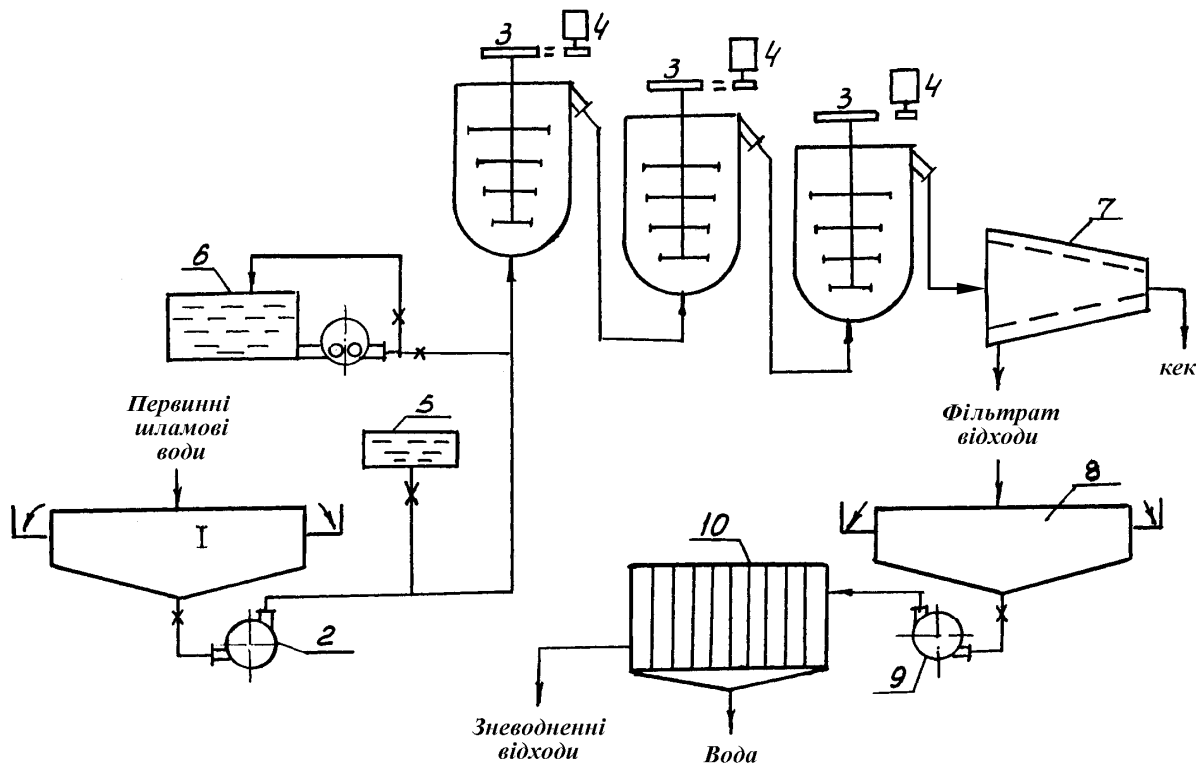 3
4
3
4
3
4
7
6
кек
Первинні
шламові
води
5
Фільтрат
відходи
8
I
10
2
9
Зневодненні
відходи
Вода